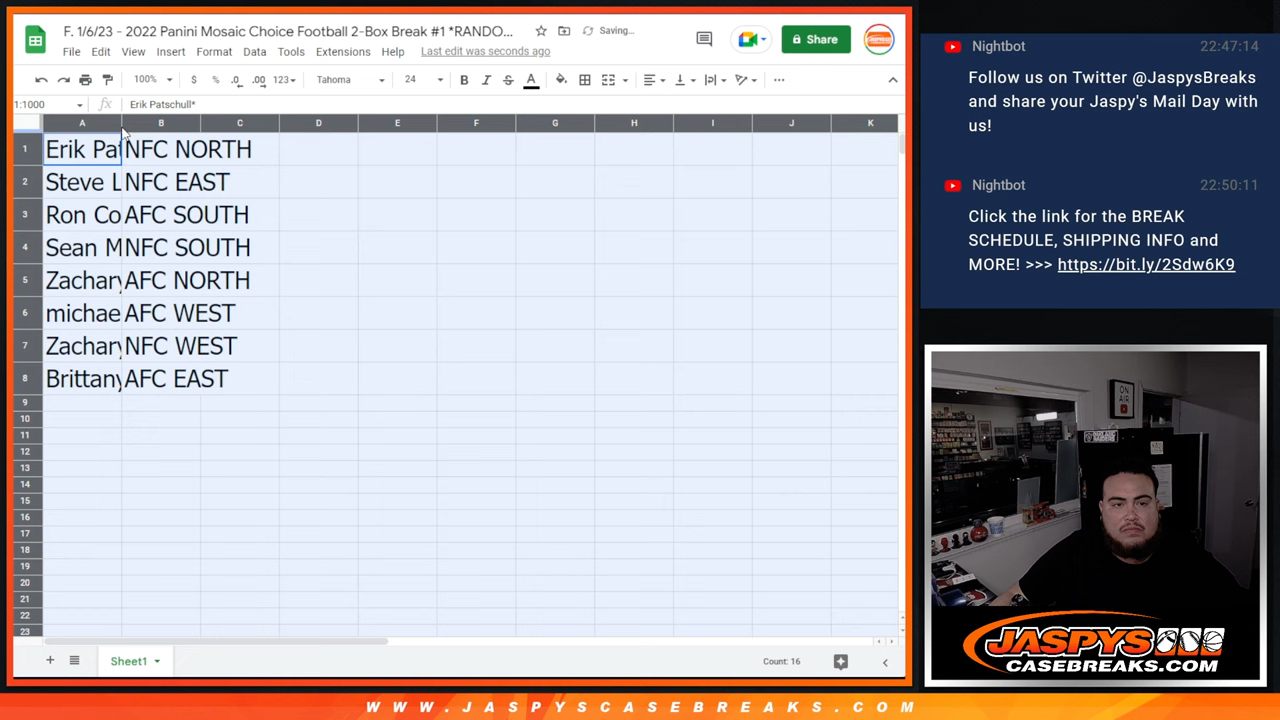 F. 1/6/23 - 2022 Panini Mosaic Choice Football 2-Box Break #1 *RANDO...
Saving...
File Edit View Insert Format Data Tools Extensions Help Last edit was seconds ago
Share
100% $ % .0 .00 123 Tahoma 24 B I S A
1:1000 fx Erik Patschull*
A B C D E F G H I J K
1 Erik Pat NFC NORTH
2 Steve L NFC EAST
3 Ron Co AFC SOUTH
4 Sean M NFC SOUTH
5 Zachary AFC NORTH
6 michae AFC WEST
7 Zachary NFC WEST
8 Brittany AFC EAST
9
10
11
12
13
14
15
16
17
18
19
20
21
22
23
Sheet1
Count: 16
Nightbot 22:47:14
Follow us on Twitter @JaspysBreaks
and share your Jaspy's Mail Day with
us!
Nightbot 22:50:11
Click the link for the BREAK
SCHEDULE, SHIPPING INFO and
MORE! >>> https://bit.ly/2Sdw6K9
ON
AIR
JASPYS
CASEBREAKS.COM
WWW.JASPYSCASEBREAKS.COM